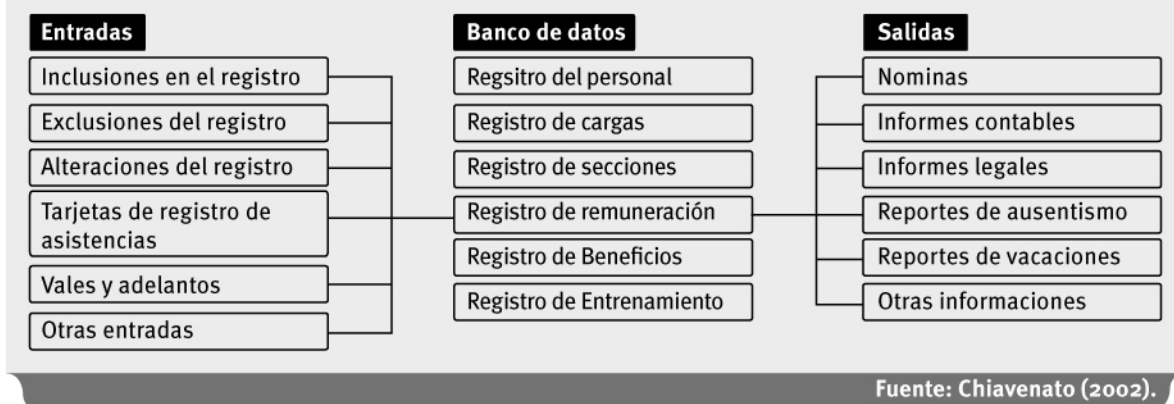 Entradas
Inclusiones en el registro
Exclusiones del registro
Alteraciones del registro
Tarjetas de registro de
asistencias
Vales y adelantos
Otras entradas
Banco de datos
Regsitro del personal
Registro de cargas
Registro de secciones
Registro de remuneración
Registro de Beneficios
Registro de Entrenamiento
Salidas
Nominas
Informes contables
Informes legales
Reportes de ausentismo
Reportes de vacaciones
Otras informaciones
Fuente: Chiavenato (2002).